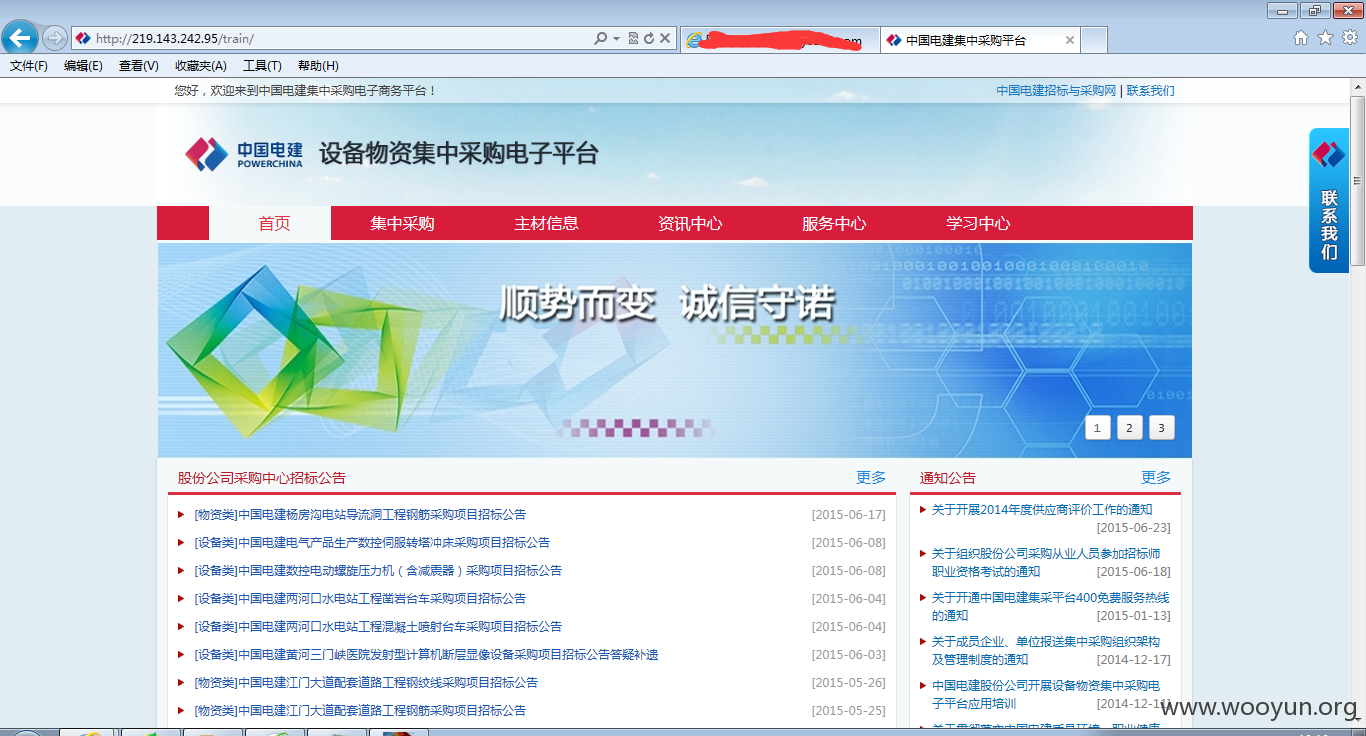 http://219.143.242.95/train/
中国电建集中采购平台
文件(F) 编辑(E) 查看(V) 收藏夹(A) 工具(T) 帮助(H)
您好，欢迎来到中国电建集中采购电子商务平台！
中国电建招标与采购网 | 联系我们
中国电建
POWERCHINA
设备物资集中采购电子平台
联系我们
首页 集中采购 主材信息 资讯中心 服务中心 学习中心
顺势而变 诚信守诺
1 2 3
股份公司采购中心招标公告 更多
[物资类]中国电建杨房沟电站导流洞工程钢筋采购项目招标公告 [2015-06-17]
[设备类]中国电建电气产品生产数控伺服转塔冲床采购项目招标公告 [2015-06-08]
[设备类]中国电建数控电动螺旋压力机（含减震器）采购项目招标公告 [2015-06-08]
[设备类]中国电建两河口水电站工程凿岩台车采购项目招标公告 [2015-06-04]
[设备类]中国电建两河口水电站工程混凝土喷射台车采购项目招标公告 [2015-06-04]
[设备类]中国电建黄河三门峡医院发射型计算机断层显像设备采购项目招标公告答疑补遗 [2015-06-03]
[物资类]中国电建江门大道配套道路工程钢绞线采购项目招标公告 [2015-05-26]
[物资类]中国电建江门大道配套道路工程钢筋采购项目招标公告 [2015-05-25]
通知公告 更多
关于开展2014年度供应商评价工作的通知
[2015-06-23]
关于组织股份公司采购从业人员参加招标师
职业资格考试的通知 [2015-06-18]
关于开通中国电建集采平台400免费服务热线
的通知 [2015-01-13]
关于成员企业、单位报送集中采购组织架构
及管理制度的通知 [2014-12-17]
中国电建股份公司开展设备物资集中采购电
子平台应用培训 [2014-12-11]
www.wooyun.org